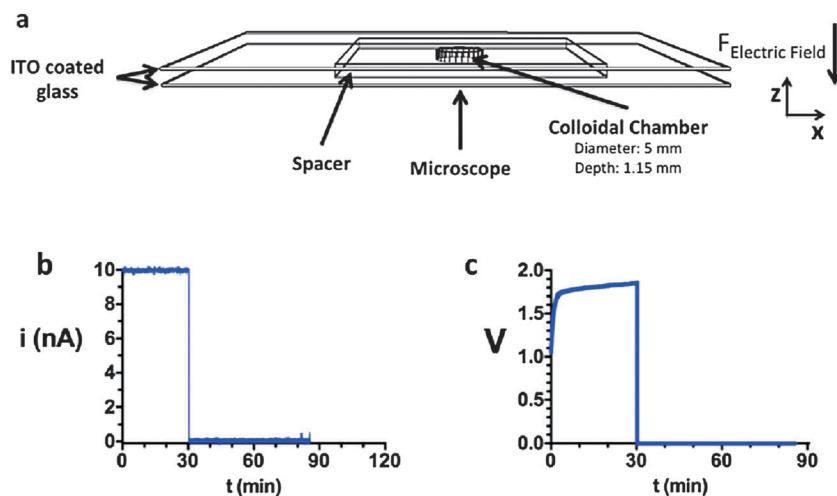 a
ITO coated
glass
F Electric Field
z
x
Spacer
Microscope
Colloidal Chamber
Diameter: 5 mm
Depth: 1.15 mm
b
i (nA)
10
8
6
4
2
0
0 30 60 90 120
t (min)
c
V
2.0
1.5
1.0
0.5
0.0
0 30 60 90
t (min)